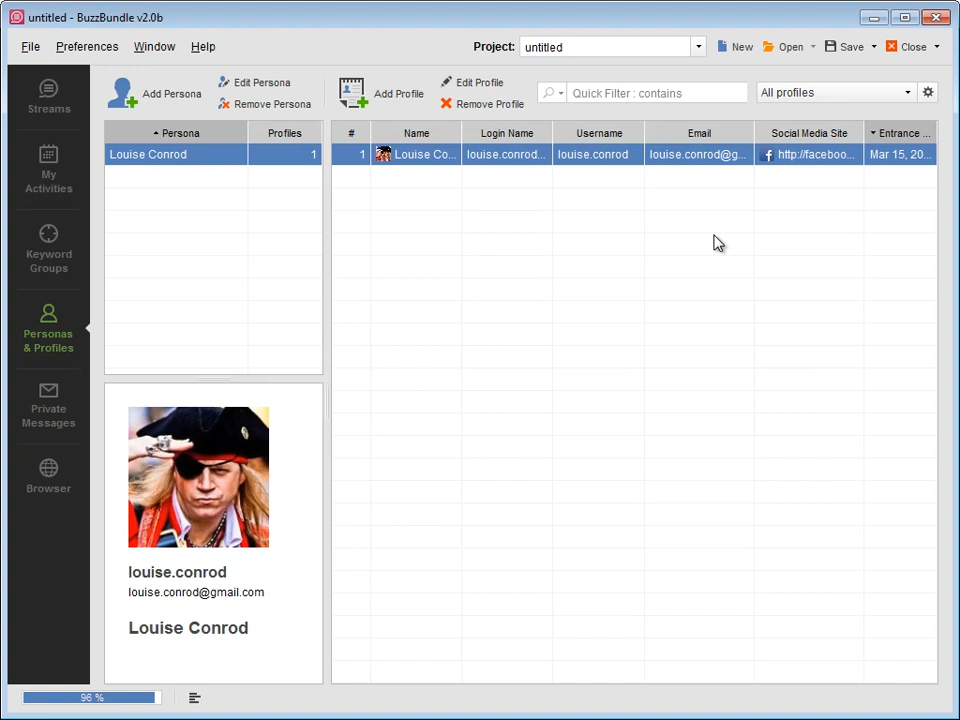 untitled - BuzzBundle v2.0b
File Preferences Window Help Project: untitled New Open Save Close
Streams
My
Activities
Keyword
Groups
Personas
& Profiles
Private
Messages
Browser
Add Persona
Edit Persona
Remove Persona
Add Profile
Edit Profile
Remove Profile
Quick Filter : contains
All profiles
Persona Profiles
Louise Conrod 1
# Name Login Name Username Email Social Media Site Entrance ...
1 Louise Co... louise.conrod... louise.conrod louise.conrod@g... http://faceboo... Mar 15, 20...
louise.conrod
louise.conrod@gmail.com
Louise Conrod
96 %